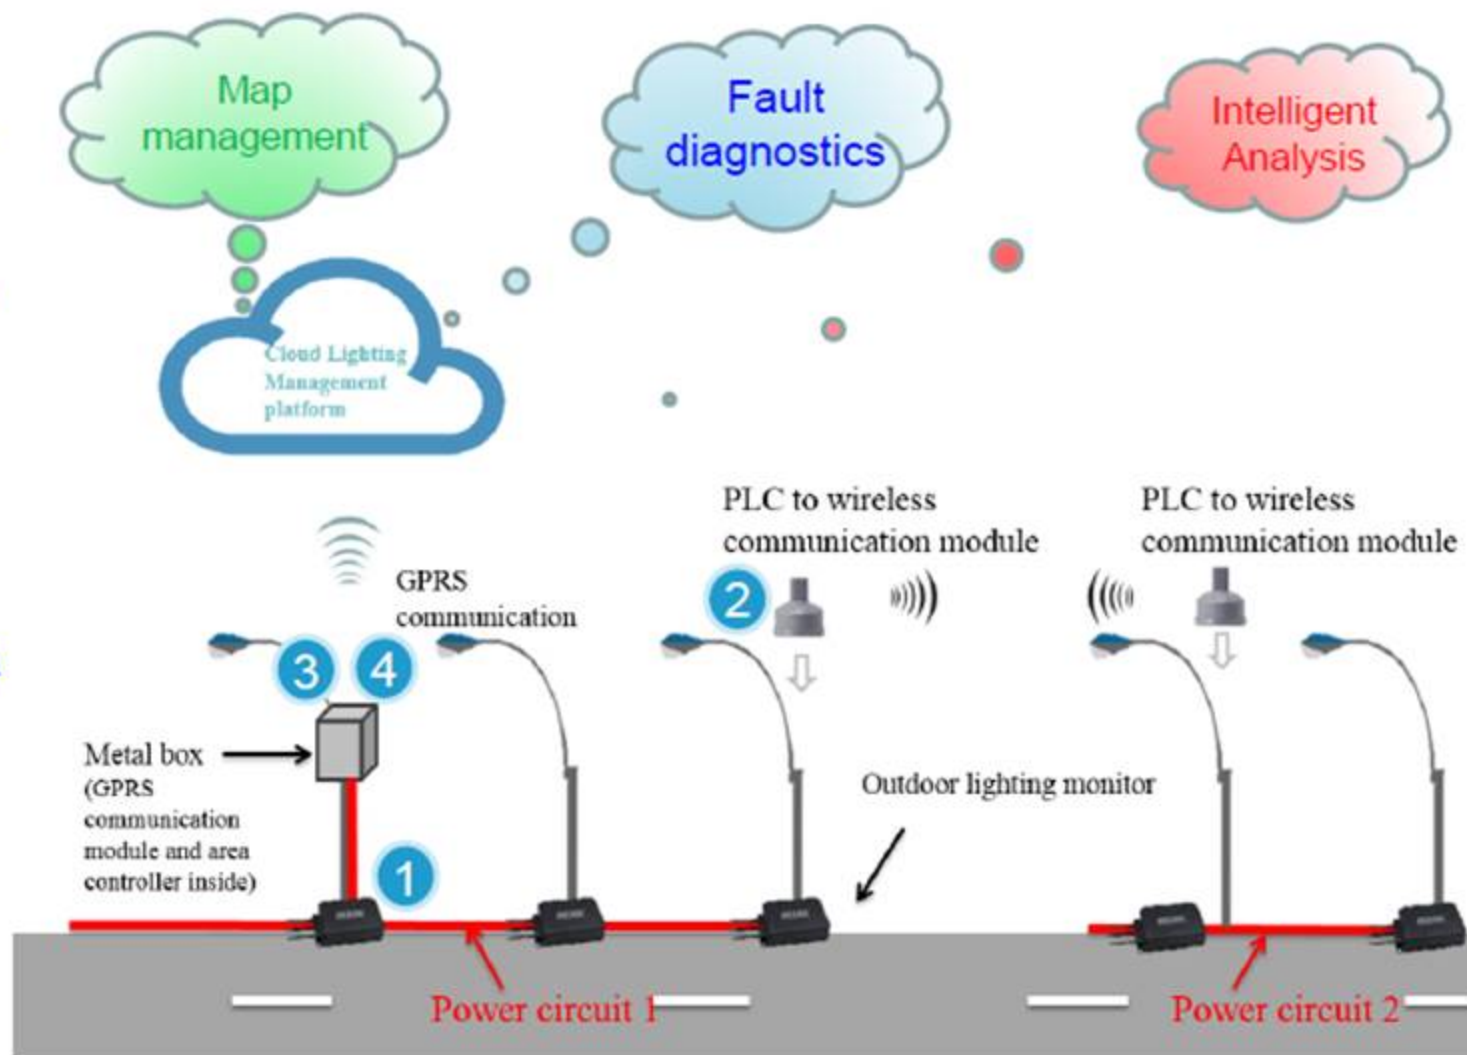 Map
management
Fault
diagnostics
Intelligent
Analysis
Cloud Lighting
Management
platform
PLC to wireless
communication module
PLC to wireless
communication module
GPRS
communication
2
3
4
Metal box
(GPRS
communication
module and area
controller inside)
Outdoor lighting monitor
1
Power circuit 1
Power circuit 2